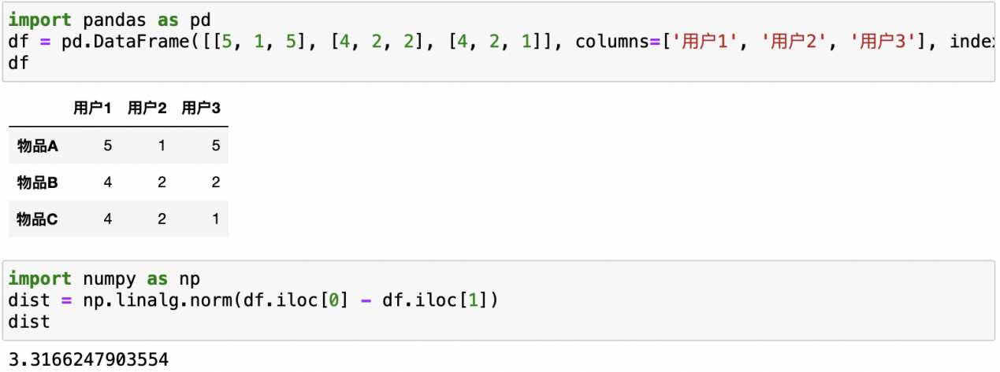 import pandas as pd
df = pd.DataFrame([[5, 1, 5], [4, 2, 2], [4, 2, 1]], columns=['用户1', '用户2', '用户3'], index
df
用户1 用户2 用户3
物品A 5 1 5
物品B 4 2 2
物品C 4 2 1
import numpy as np
dist = np.linalg.norm(df.iloc[0] - df.iloc[1])
dist
3.3166247903554